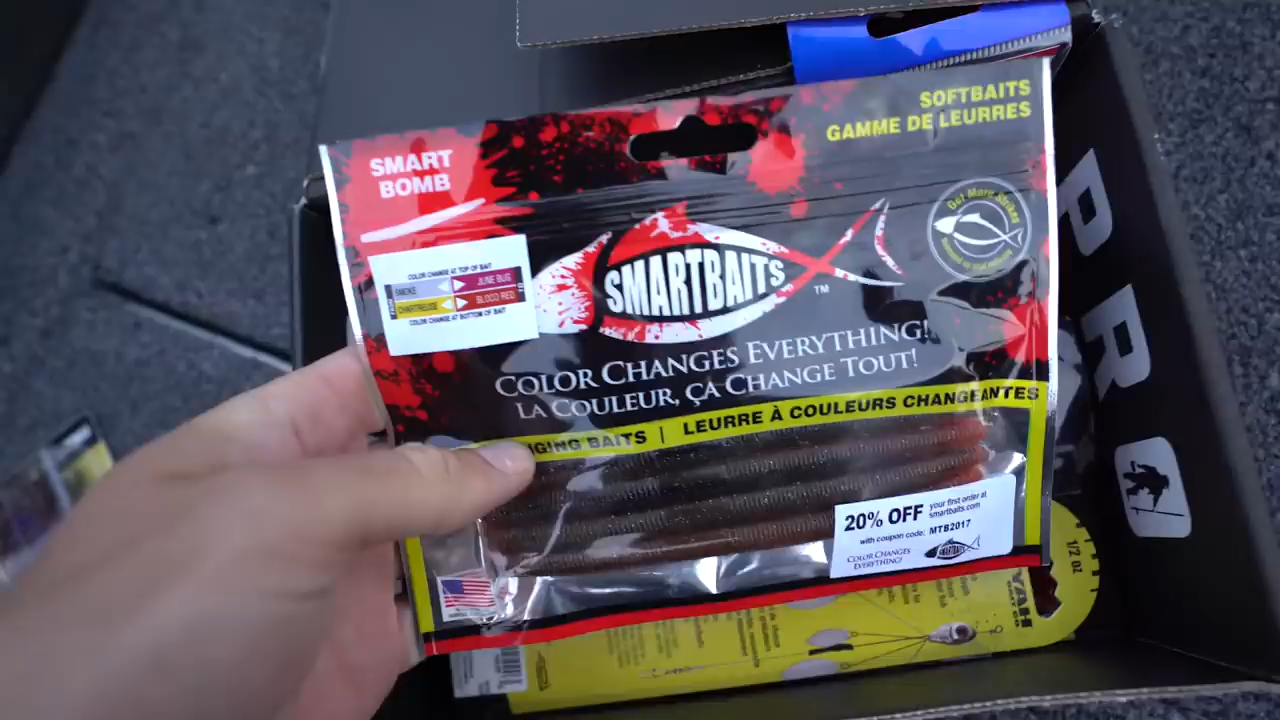 SOFTBAITS
GAMME DE LEURRES
SMART
BOMB
Get More Strikes
COLOR CHANGE AT TOP OF BAIT
SMOKE
JUNE BUG
CHARTREUSE
BLOOD RED
COLOR CHANGE AT BOTTOM OF BAIT
SMARTBAITS
TM
COLOR CHANGES EVERYTHING!
LA COULEUR, ÇA CHANGE TOUT!
GING BAITS | LEURRE À COULEURS CHANGEANTES
20% OFF your first order at
smartbaits.com
with coupon code: MTB2017
COLOR CHANGES
EVERYTHING!
SMARTBAITS
PRO
1/2 oz
YAH